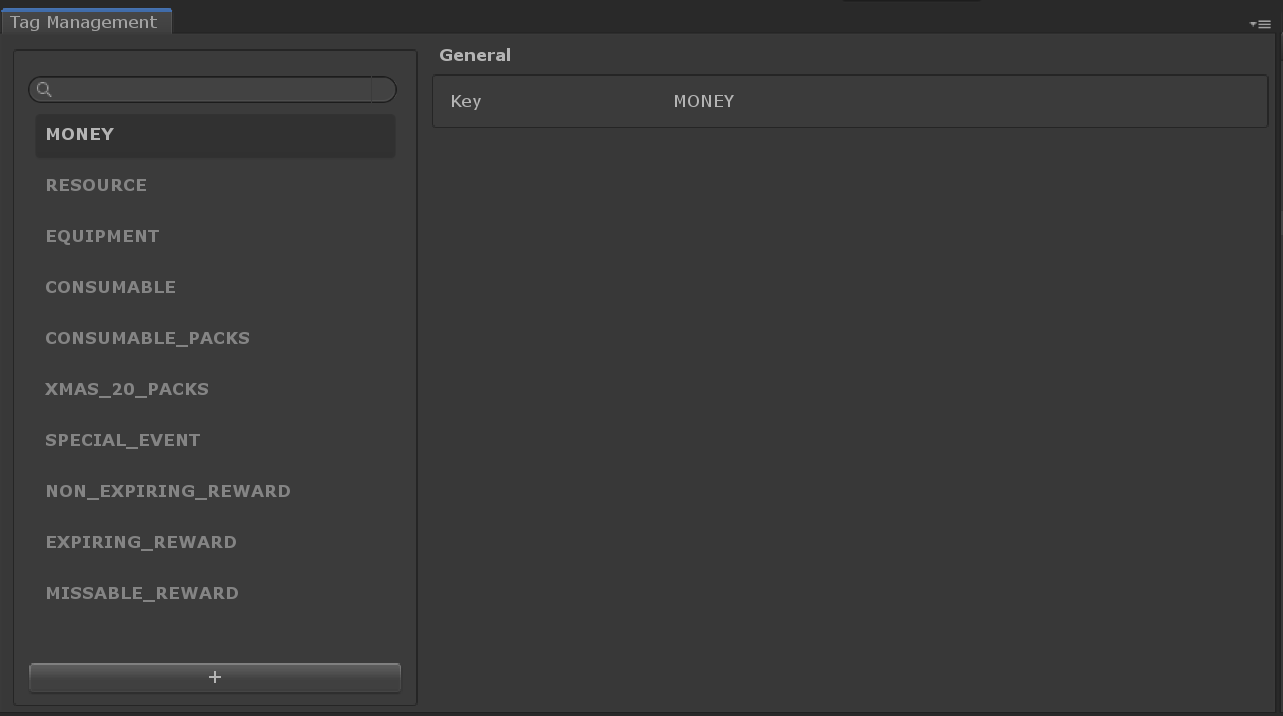 Tag Management
General
Key MONEY
MONEY
RESOURCE
EQUIPMENT
CONSUMABLE
CONSUMABLE_PACKS
XMAS_20_PACKS
SPECIAL_EVENT
NON_EXPIRING_REWARD
EXPIRING_REWARD
MISSABLE_REWARD
+